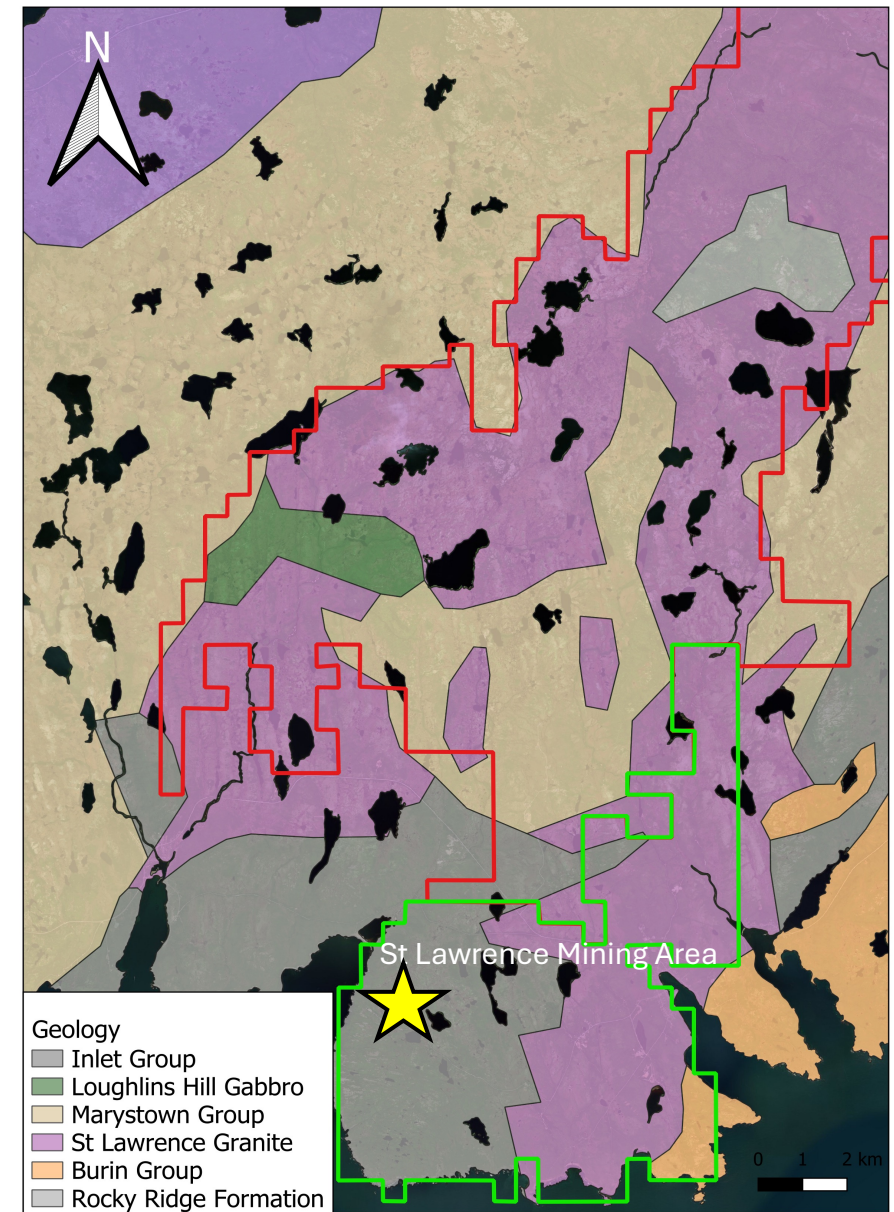 N
St Lawrence Mining Area
Geology
Inlet Group
Loughlins Hill Gabbro
Marystown Group
St Lawrence Granite
Burin Group
Rocky Ridge Formation
0 1 2 km